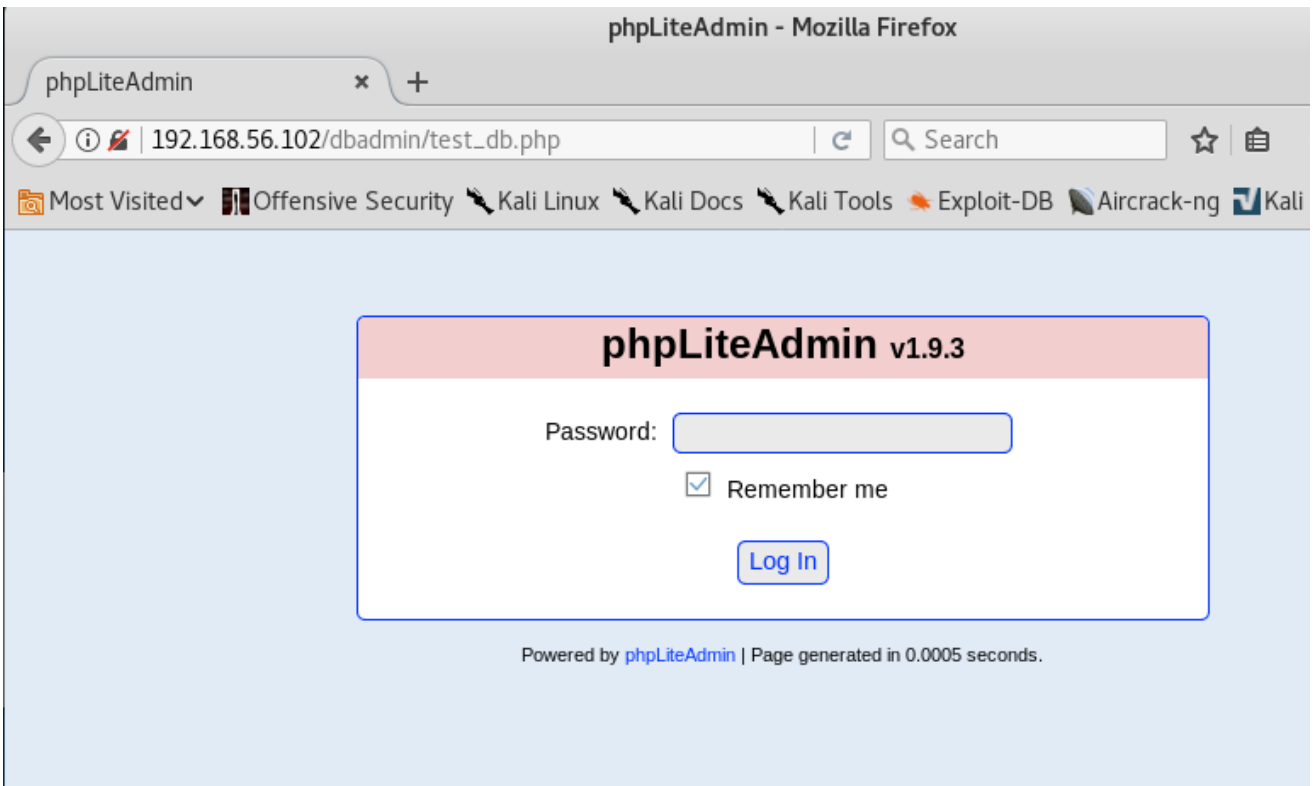 phpLiteAdmin - Mozilla Firefox
phpLiteAdmin
192.168.56.102/dbadmin/test_db.php Search
Most Visited Offensive Security Kali Linux Kali Docs Kali Tools Exploit-DB Aircrack-ng Kali
phpLiteAdmin v1.9.3
Password:
Remember me
Log In
Powered by phpLiteAdmin | Page generated in 0.0005 seconds.